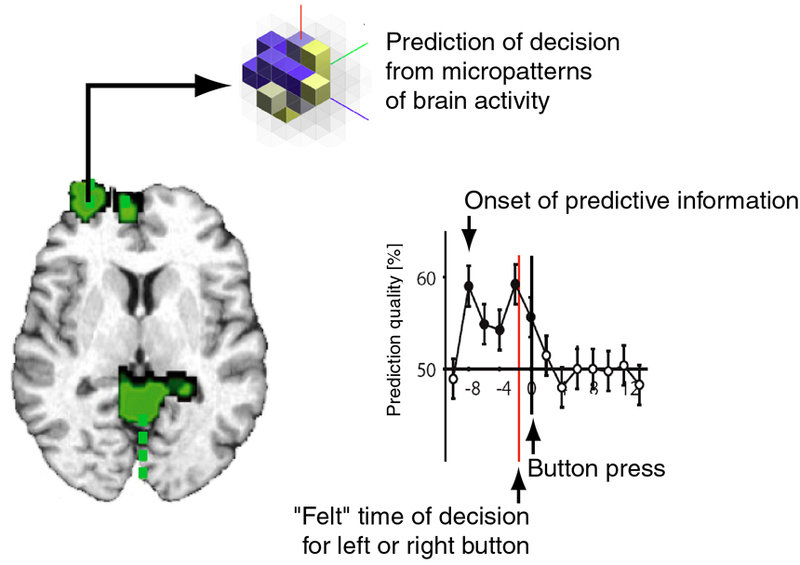 Prediction of decision
from micropatterns
of brain activity
Onset of predictive information
Prediction quality [%]
60
50
-8 -4 0 8 12
Button press
"Felt" time of decision
for left or right button